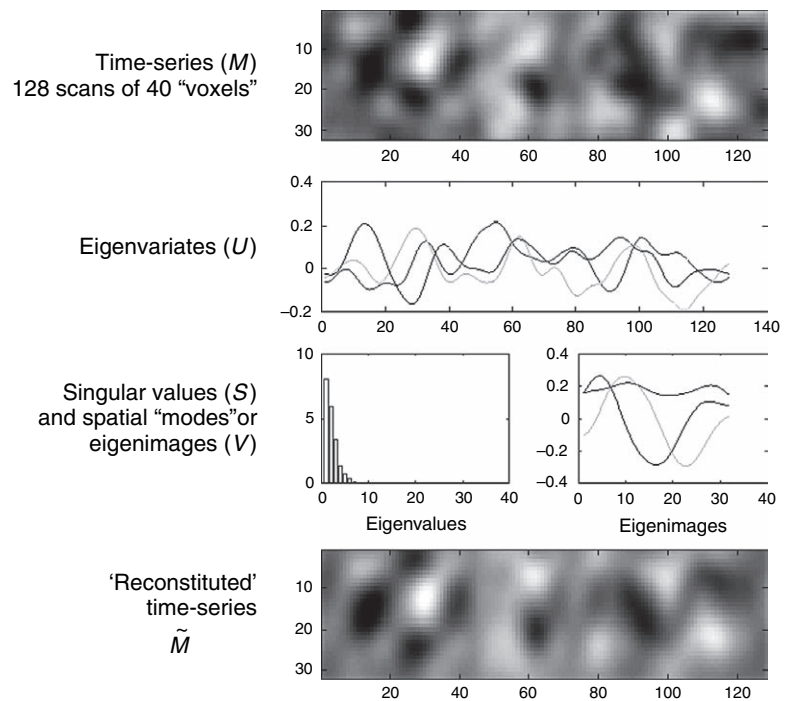 Time-series (M)
128 scans of 40 “voxels”
10
20
30
20 40 60 80 100 120
Eigenvariates (U)
0.4
0.2
0
–0.2
0 20 40 60 80 100 120 140
Singular values (S)
and spatial “modes”or
eigenimages (V)
10
5
0
0 10 20 30 40
Eigenvalues
0.4
0.2
0
–0.2
–0.4
0 10 20 30 40
Eigenimages
‘Reconstituted’
time-series
M̃
10
20
30
20 40 60 80 100 120